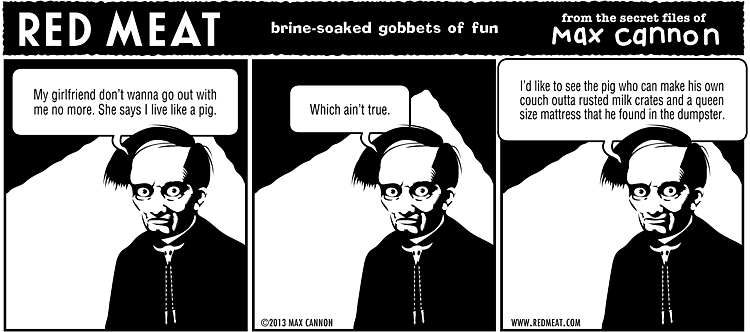 RED MEAT
brine-soaked gobbets of fun
from the secret files of
Max Cannon
My girlfriend don't wanna go out with
me no more. She says I live like a pig.
Which ain't true.
©2013 MAX CANNON
I'd like to see the pig who can make his own
couch outta rusted milk crates and a queen
size mattress that he found in the dumpster.
WWW.REDMEAT.COM